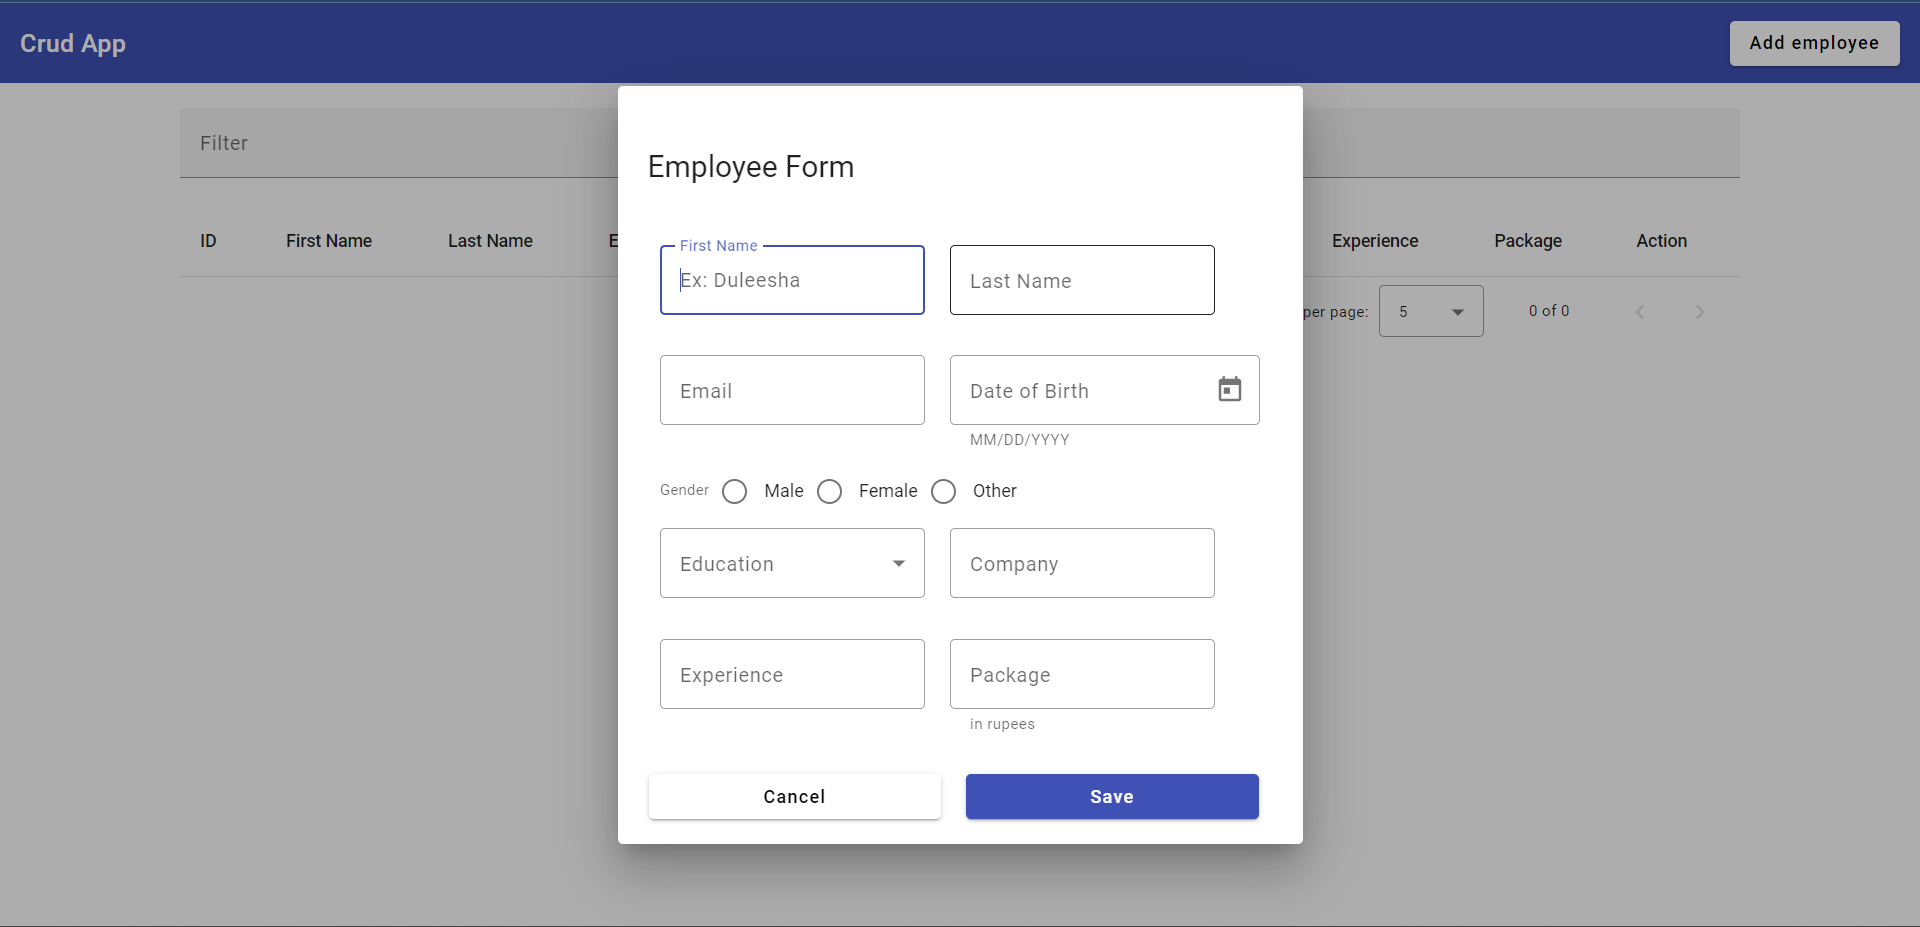 Crud App
Add employee
Filter
ID First Name Last Name E Experience Package Action
per page: 5 0 of 0
Employee Form
First Name
Ex: Duleesha Last Name
Email Date of Birth
MM/DD/YYYY
Gender Male Female Other
Education Company
Experience Package
in rupees
Cancel Save